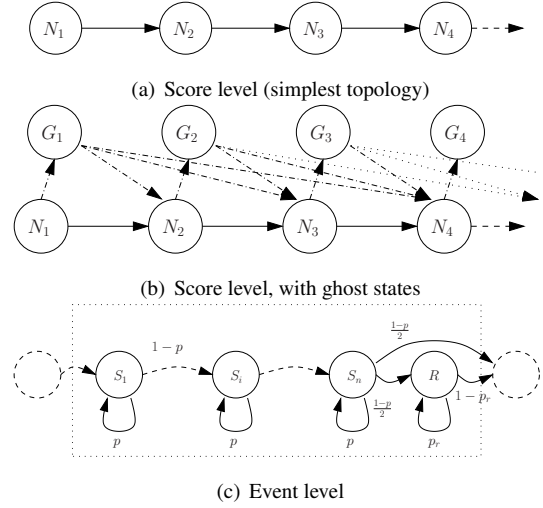 N₁ N₂ N₃ N₄
(a) Score level (simplest topology)
G₁ G₂ G₃ G₄
N₁ N₂ N₃ N₄
(b) Score level, with ghost states
1 − p
(1−p)/2
S₁ Sᵢ Sₙ R
(1−p)/2 1 − pᵣ
p p p pᵣ
(c) Event level